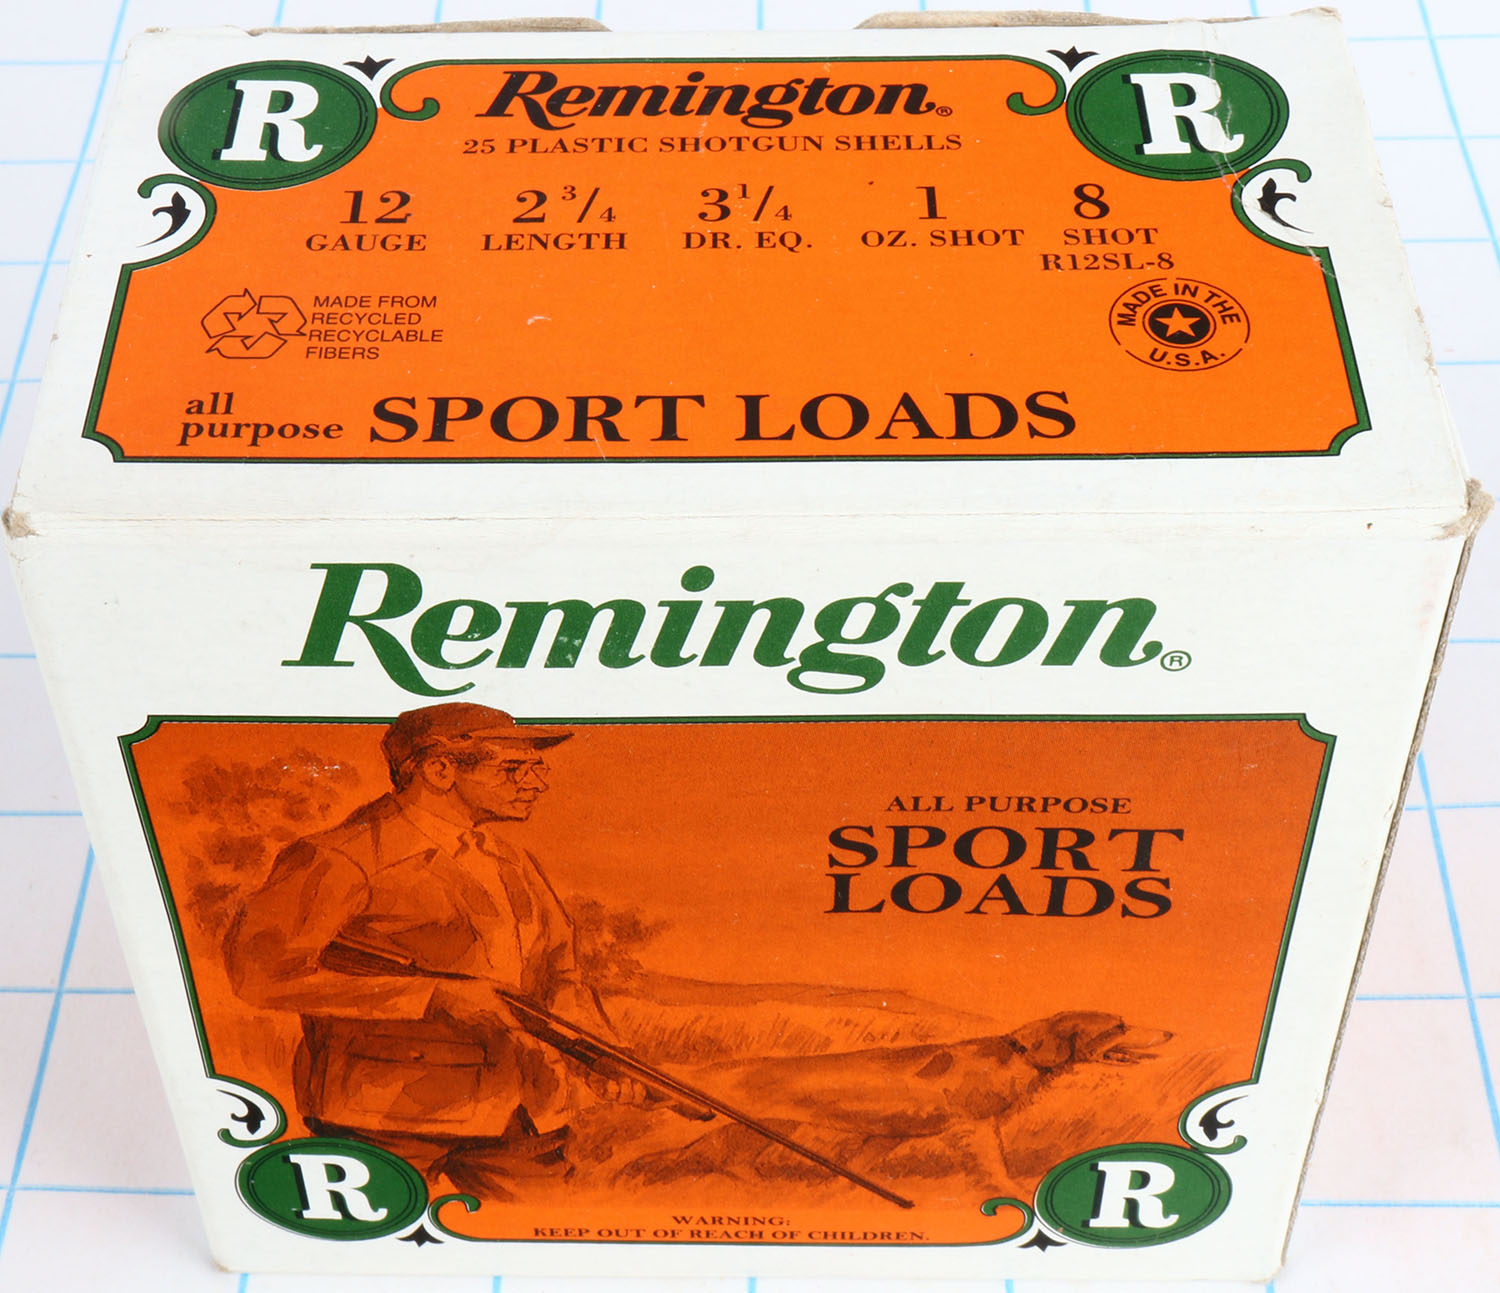 R
R
Remington®
25 PLASTIC SHOTGUN SHELLS
12 2 3/4 3 1/4 1 8
GAUGE LENGTH DR. EQ. OZ. SHOT SHOT
R12SL-8
MADE FROM
RECYCLED
RECYCLABLE
FIBERS
MADE IN THE
U.S.A.
all
purpose SPORT LOADS
Remington®
ALL PURPOSE
SPORT
LOADS
R
R
WARNING:
KEEP OUT OF REACH OF CHILDREN.